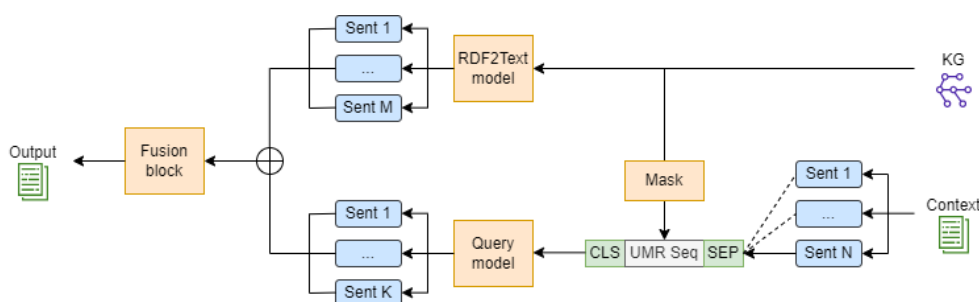 Sent 1
...
Sent M
RDF2Text
model
KG
Output
Fusion
block
Mask
Sent 1
...
Sent N
Context
Sent 1
...
Sent K
Query
model
CLS
UMR Seq
SEP